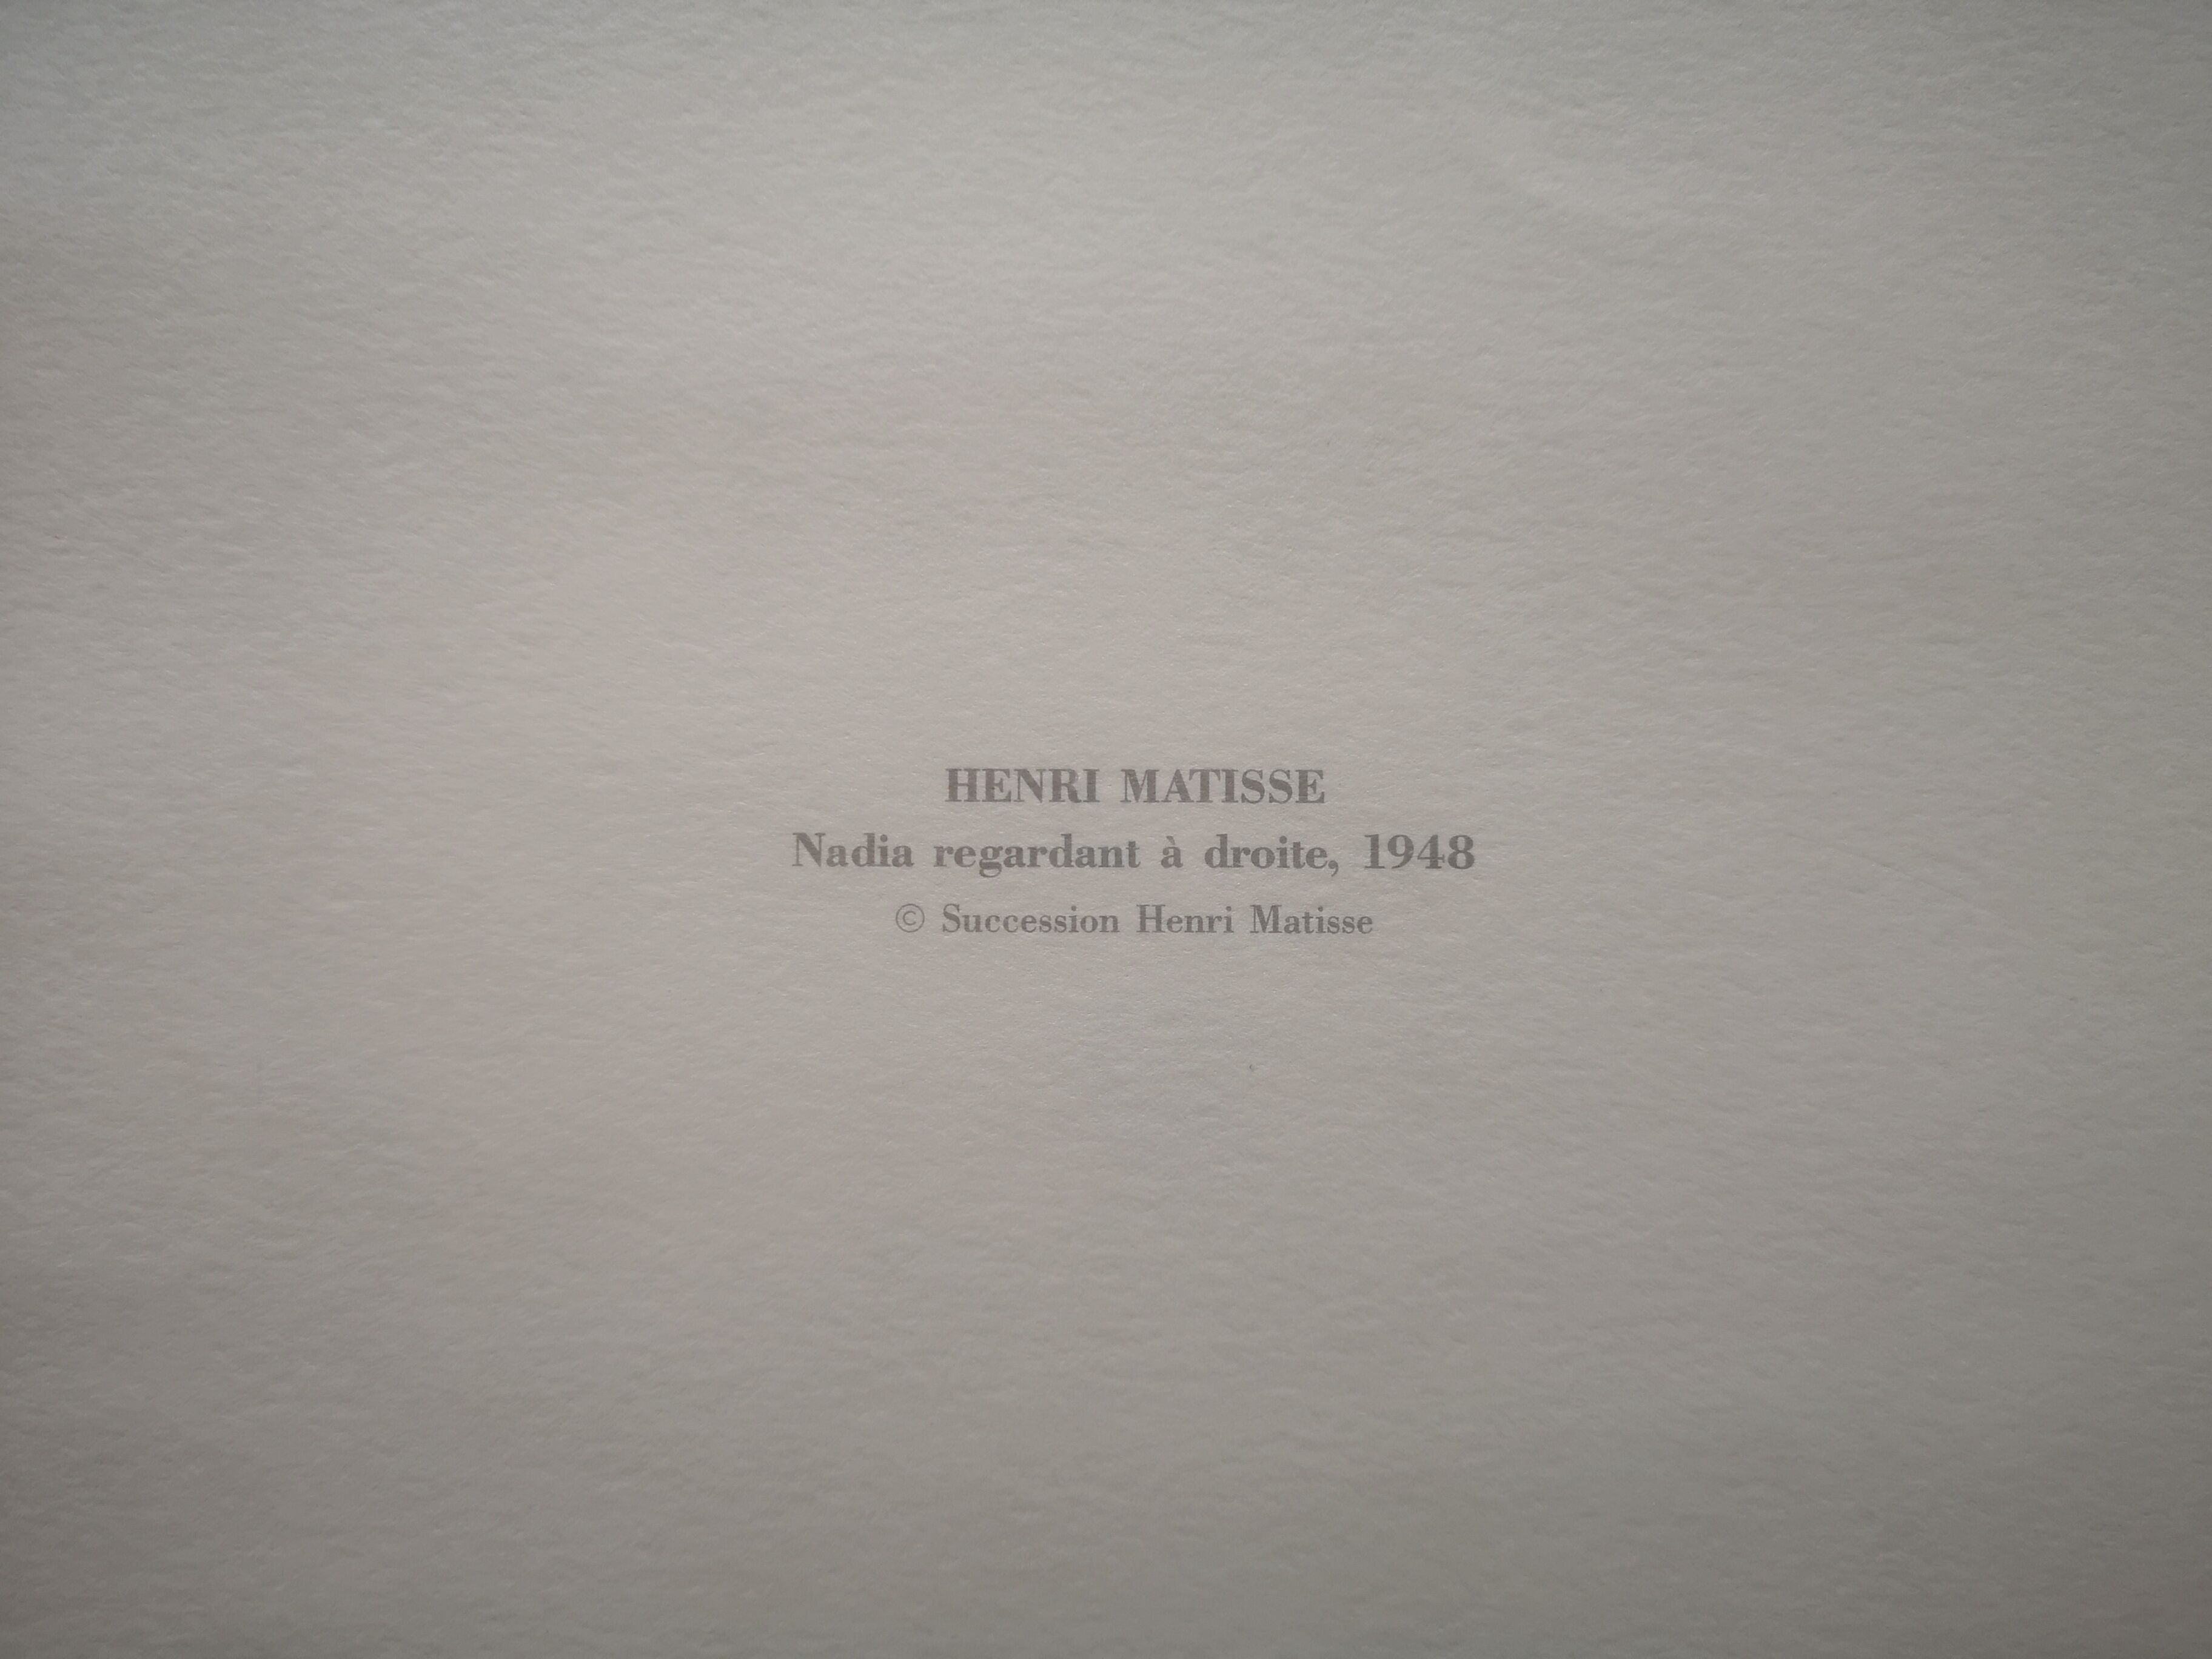 HENRI MATISSE
Nadia regardant à droite, 1948
© Succession Henri Matisse